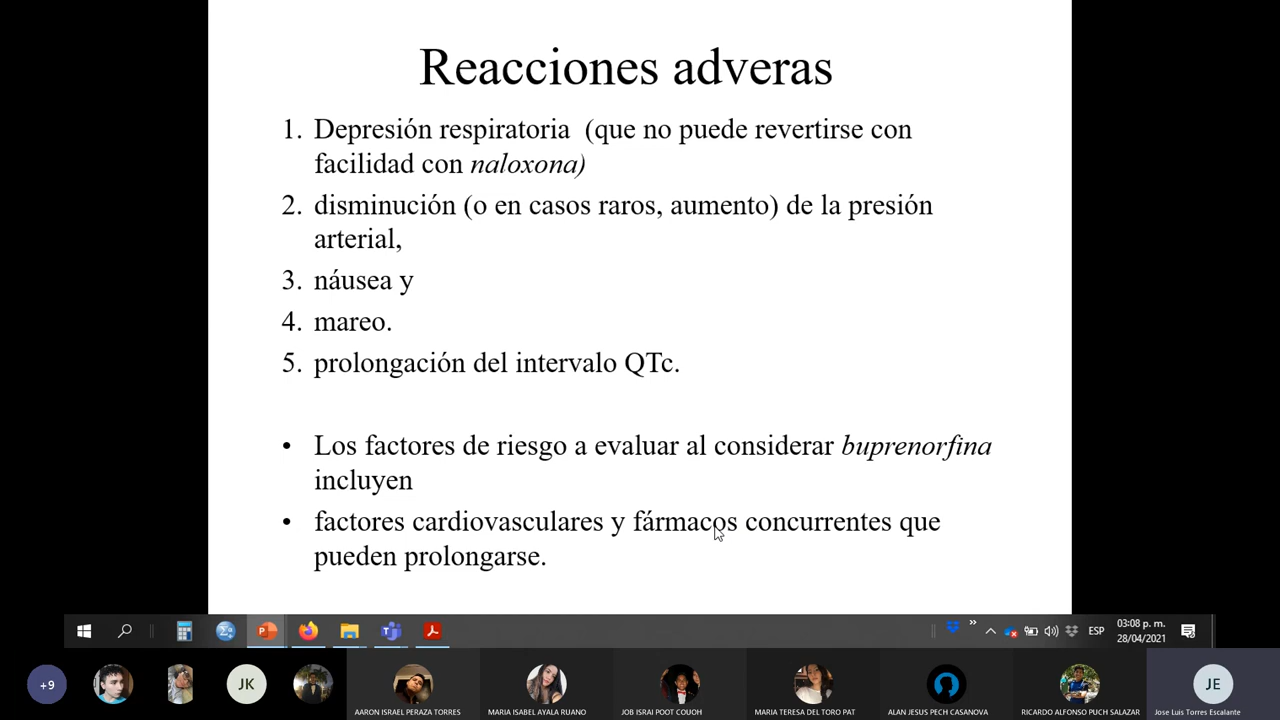 Reacciones adveras
1. Depresión respiratoria (que no puede revertirse con
facilidad con naloxona)
2. disminución (o en casos raros, aumento) de la presión
arterial,
3. náusea y
4. mareo.
5. prolongación del intervalo QTc.
• Los factores de riesgo a evaluar al considerar buprenorfina
incluyen
• factores cardiovasculares y fármacos concurrentes que
pueden prolongarse.
ESP
03:08 p. m.
28/04/2021
+9
JK
AARON ISRAEL PERAZA TORRES
MARIA ISABEL AYALA RUANO
JOB ISRAI POOT COUOH
MARIA TERESA DEL TORO PAT
ALAN JESUS PECH CASANOVA
RICARDO ALFONSO PUCH SALAZAR
JE
Jose Luis Torres Escalante